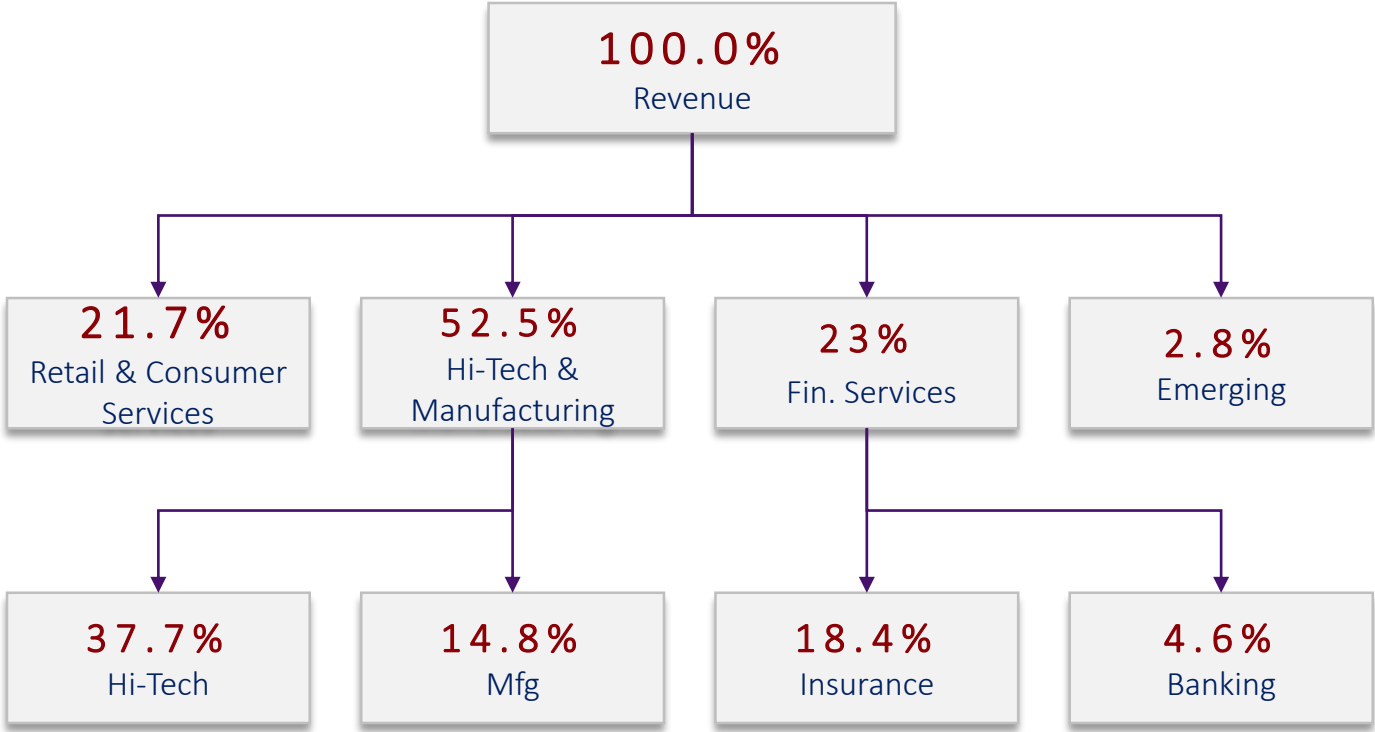 100.0%
Revenue
21.7%
Retail & Consumer
Services
52.5%
Hi-Tech &
Manufacturing
23%
Fin. Services
2.8%
Emerging
37.7%
Hi-Tech
14.8%
Mfg
18.4%
Insurance
4.6%
Banking